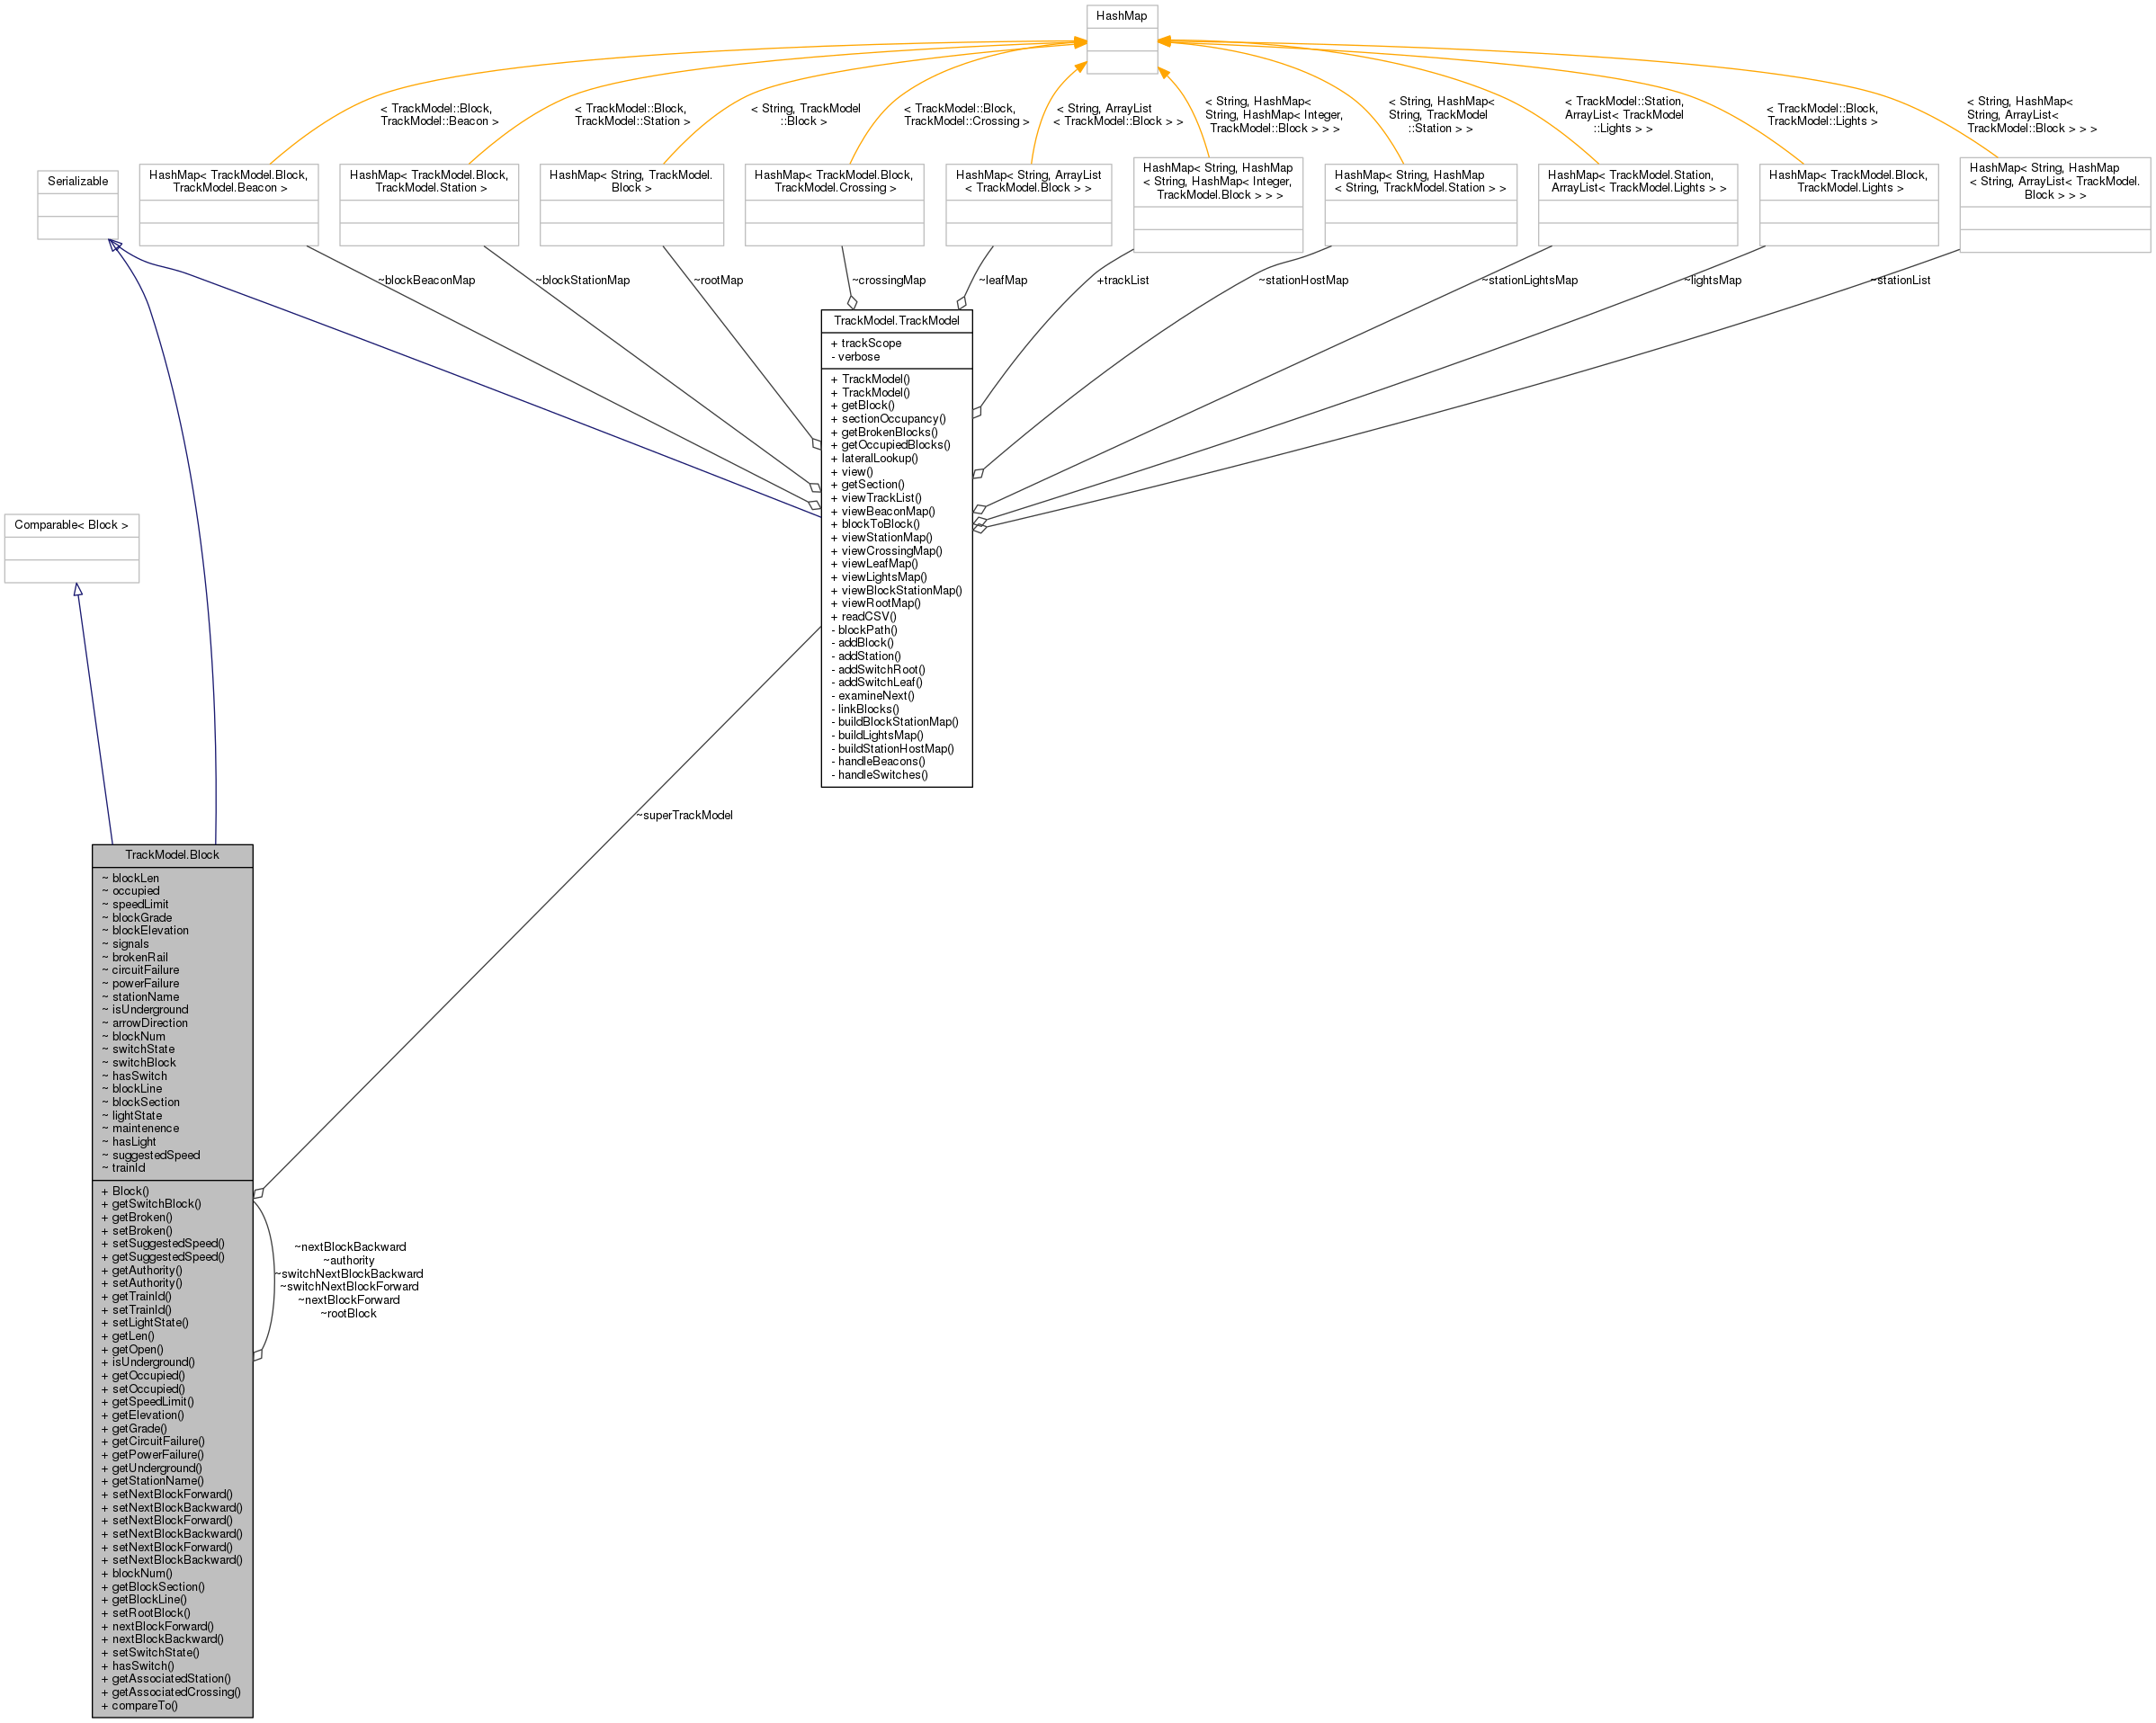 HashMap
< TrackModel::Block,
TrackModel::Beacon >
< TrackModel::Block,
TrackModel::Station >
< String, TrackModel
::Block >
< TrackModel::Block,
TrackModel::Crossing >
< String, ArrayList
< TrackModel::Block > >
< String, HashMap<
String, HashMap< Integer,
TrackModel::Block > > >
< String, HashMap<
String, TrackModel
::Station > >
< TrackModel::Station,
ArrayList< TrackModel
::Lights > >
< TrackModel::Block,
TrackModel::Lights >
< String, HashMap<
String, ArrayList<
TrackModel::Block > > >
Serializable
HashMap< TrackModel.Block,
TrackModel.Beacon >
HashMap< TrackModel.Block,
TrackModel.Station >
HashMap< String, TrackModel.
Block >
HashMap< TrackModel.Block,
TrackModel.Crossing >
HashMap< String, ArrayList
< TrackModel.Block > >
HashMap< String, HashMap
< String, HashMap< Integer,
TrackModel.Block > > >
HashMap< String, HashMap
< String, TrackModel.Station > >
HashMap< TrackModel.Station,
ArrayList< TrackModel.Lights > >
HashMap< TrackModel.Block,
TrackModel.Lights >
HashMap< String, HashMap
< String, ArrayList< TrackModel.
Block > > >
~blockBeaconMap
~blockStationMap
~rootMap
~crossingMap
~leafMap
+trackList
~stationHostMap
~stationLightsMap
~lightsMap
~stationList
TrackModel.TrackModel
+ trackScope
- verbose
+ TrackModel()
+ TrackModel()
+ getBlock()
+ sectionOccupancy()
+ getBrokenBlocks()
+ getOccupiedBlocks()
+ lateralLookup()
+ view()
+ getSection()
+ viewTrackList()
+ viewBeaconMap()
+ blockToBlock()
+ viewStationMap()
+ viewCrossingMap()
+ viewLeafMap()
+ viewLightsMap()
+ viewBlockStationMap()
+ viewRootMap()
+ readCSV()
- blockPath()
- addBlock()
- addStation()
- addSwitchRoot()
- addSwitchLeaf()
- examineNext()
- linkBlocks()
- buildBlockStationMap()
- buildLightsMap()
- buildStationHostMap()
- handleBeacons()
- handleSwitches()
Comparable< Block >
~superTrackModel
TrackModel.Block
~ blockLen
~ occupied
~ speedLimit
~ blockGrade
~ blockElevation
~ signals
~ brokenRail
~ circuitFailure
~ powerFailure
~ stationName
~ isUnderground
~ arrowDirection
~ blockNum
~ switchState
~ switchBlock
~ hasSwitch
~ blockLine
~ blockSection
~ lightState
~ maintenence
~ hasLight
~ suggestedSpeed
~ trainId
+ Block()
+ getSwitchBlock()
+ getBroken()
+ setBroken()
+ setSuggestedSpeed()
+ getSuggestedSpeed()
+ getAuthority()
+ setAuthority()
+ getTrainId()
+ setTrainId()
+ setLightState()
+ getLen()
+ getOpen()
+ isUnderground()
+ getOccupied()
+ setOccupied()
+ getSpeedLimit()
+ getElevation()
+ getGrade()
+ getCircuitFailure()
+ getPowerFailure()
+ getUnderground()
+ getStationName()
+ setNextBlockForward()
+ setNextBlockBackward()
+ setNextBlockForward()
+ setNextBlockBackward()
+ setNextBlockForward()
+ setNextBlockBackward()
+ blockNum()
+ getBlockSection()
+ getBlockLine()
+ setRootBlock()
+ nextBlockForward()
+ nextBlockBackward()
+ setSwitchState()
+ hasSwitch()
+ getAssociatedStation()
+ getAssociatedCrossing()
+ compareTo()
~nextBlockBackward
~authority
~switchNextBlockBackward
~switchNextBlockForward
~nextBlockForward
~rootBlock